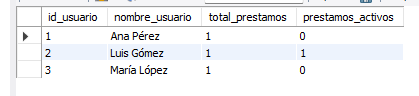 id_usuario nombre_usuario total_prestamos prestamos_activos
1 Ana Pérez 1 0
2 Luis Gómez 1 1
3 María López 1 0